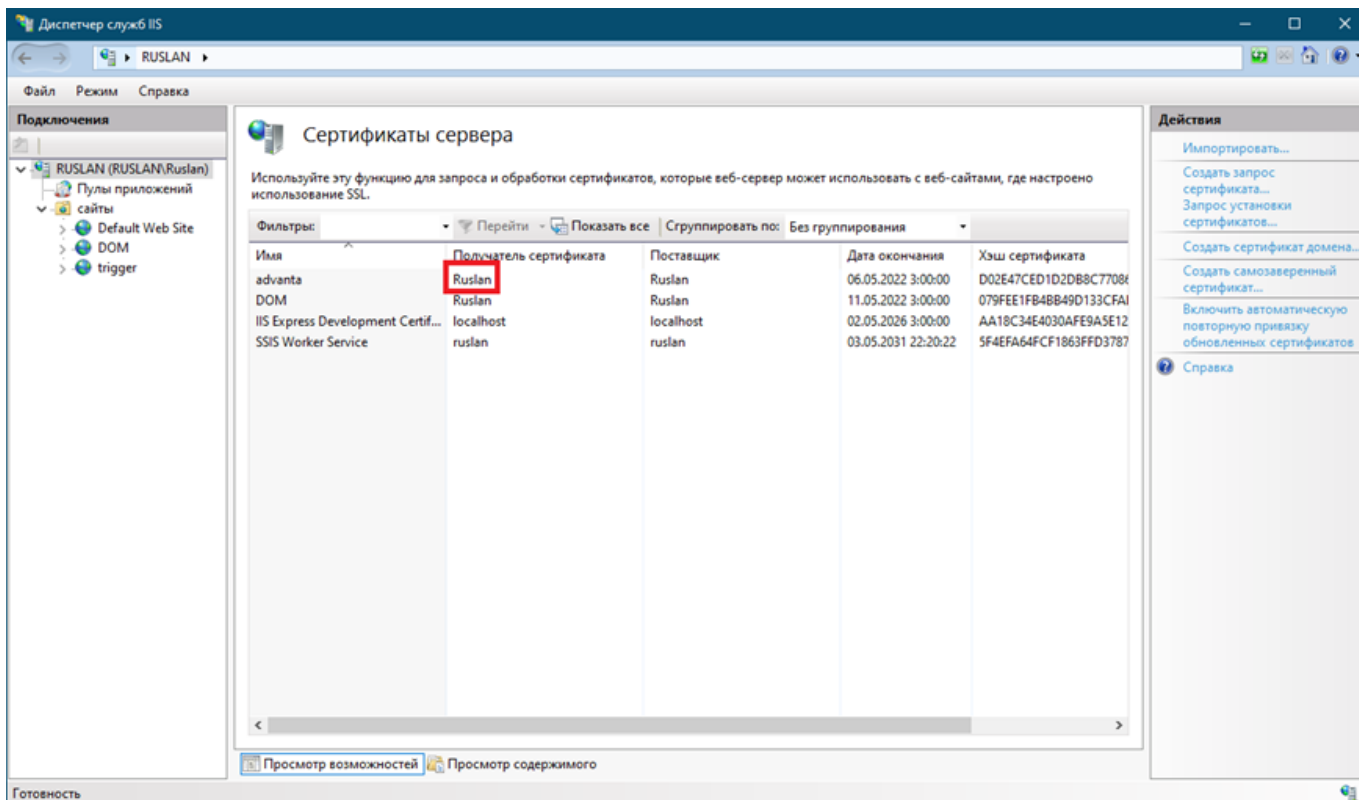 Диспетчер служб IIS
RUSLAN
Файл Режим Справка
Подключения
RUSLAN (RUSLAN\Ruslan)
Пулы приложений
сайты
Default Web Site
DOM
trigger
Сертификаты сервера
Используйте эту функцию для запроса и обработки сертификатов, которые веб-сервер может использовать с веб-сайтами, где настроено
использование SSL.
Фильтры: Перейти Показать все Сгруппировать по: Без группирования
Имя Получатель сертификата Поставщик Дата окончания Хэш сертификата
advanta Ruslan Ruslan 06.05.2022 3:00:00 D02E47CED1D2DB8C77086
DOM Ruslan Ruslan 11.05.2022 3:00:00 079FEE1FB4BB49D133CFAI
IIS Express Development Certif... localhost localhost 02.05.2026 3:00:00 AA18C34E4030AFE9A5E12
SSIS Worker Service ruslan ruslan 03.05.2031 22:20:22 5F4EFA64FCF1863FFD3787
Просмотр возможностей Просмотр содержимого
Действия
Импортировать...
Создать запрос
сертификата...
Запрос установки
сертификатов...
Создать сертификат домена...
Создать самозаверенный
сертификат...
Включить автоматическую
повторную привязку
обновленных сертификатов
Справка
Готовность